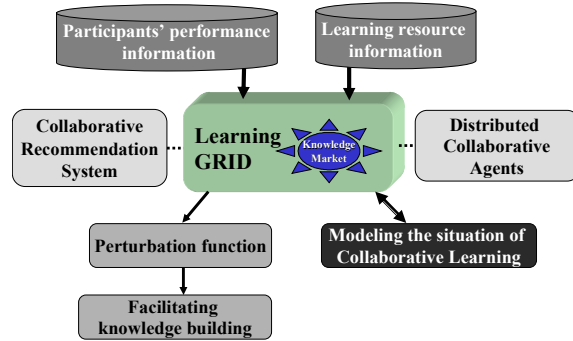 Participants’ performance
information
Learning resource
information
Collaborative
Recommendation
System
Learning
GRID
Knowledge
Market
Distributed
Collaborative
Agents
Perturbation function
Modeling the situation of
Collaborative Learning
Facilitating
knowledge building